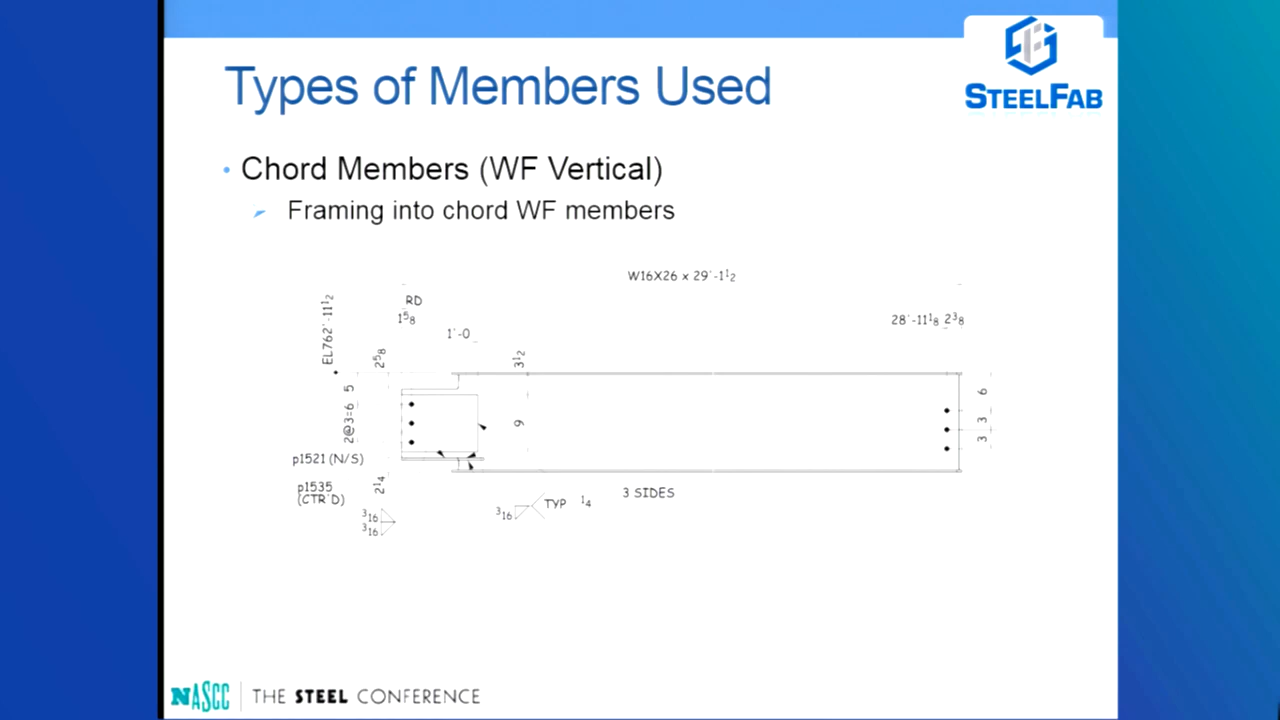 Types of Members Used
STEELFAB
• Chord Members (WF Vertical)
Framing into chord WF members
W16X26 x 29'-1½
EL762'-11½
RD
1⅝
1'-0
28'-11⅛ 2⅜
2⅝
3½
2@3=6 5
9
3 3 6
p1521 (N/S)
p1535
(CTR'D)
2¼
3 SIDES
TYP ¼
3⁄16
3⁄16
3⁄16
NASCC | THE STEEL CONFERENCE